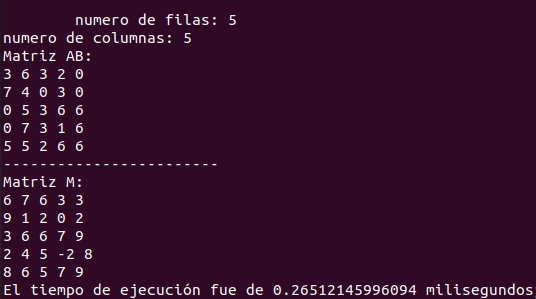 numero de filas: 5
numero de columnas: 5
Matriz AB:
3 6 3 2 0
7 4 0 3 0
0 5 3 6 6
0 7 3 1 6
5 5 2 6 6
------------------------
Matriz M:
6 7 6 3 3
9 1 2 0 2
3 6 6 7 9
2 4 5 -2 8
8 6 5 7 9
El tiempo de ejecución fue de 0.26512145996094 milisegundos